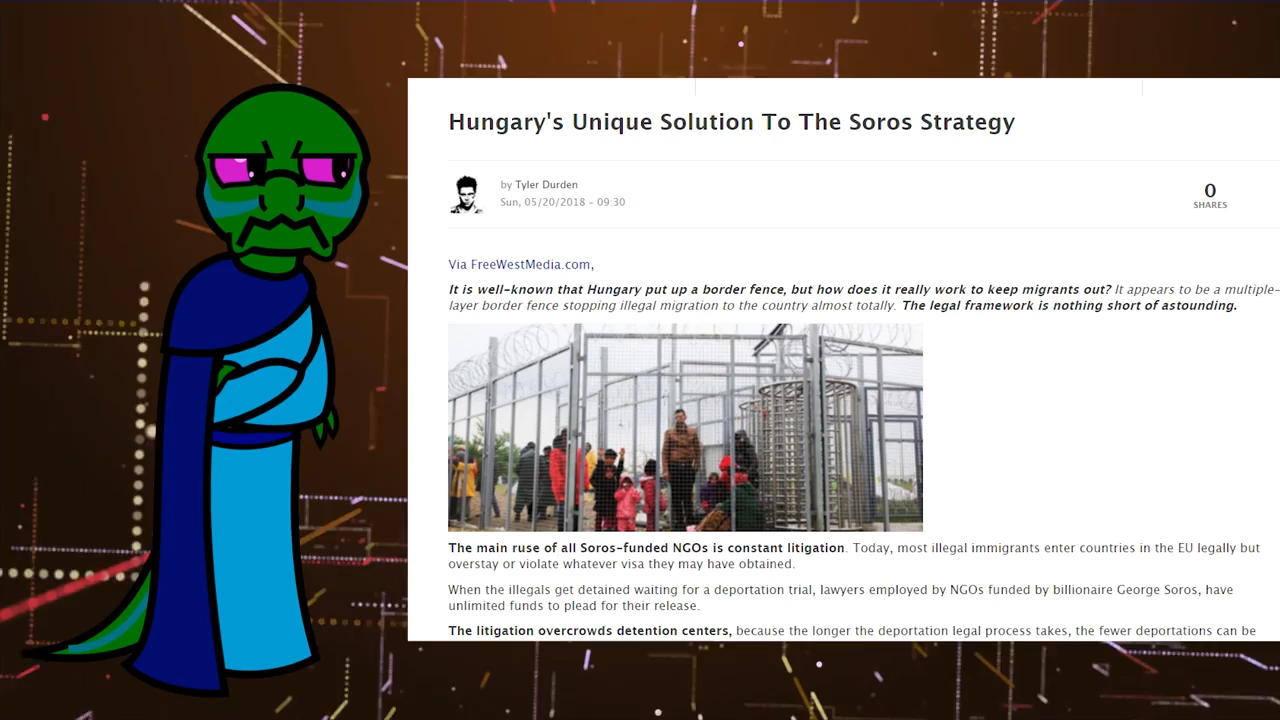 Hungary's Unique Solution To The Soros Strategy
by Tyler Durden
Sun, 05/20/2018 – 09:30
0
SHARES
Via FreeWestMedia.com,
It is well-known that Hungary put up a border fence, but how does it really work to keep migrants out? It appears to be a multiple-
layer border fence stopping illegal migration to the country almost totally. The legal framework is nothing short of astounding.
The main ruse of all Soros-funded NGOs is constant litigation. Today, most illegal immigrants enter countries in the EU legally but
overstay or violate whatever visa they may have obtained.
When the illegals get detained waiting for a deportation trial, lawyers employed by NGOs funded by billionaire George Soros, have
unlimited funds to plead for their release.
The litigation overcrowds detention centers, because the longer the deportation legal process takes, the fewer deportations can be